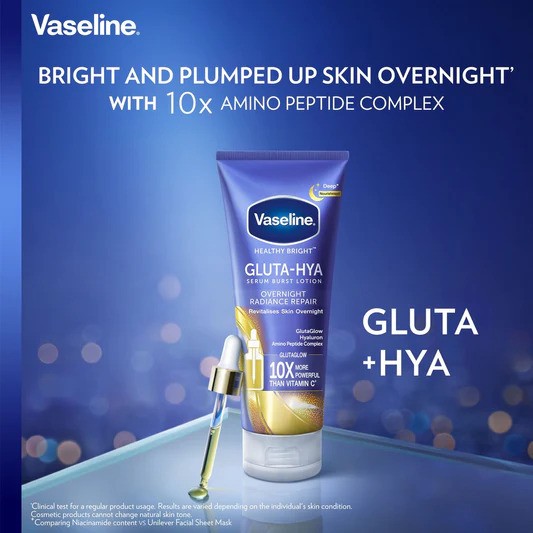 Vaseline.
BRIGHT AND PLUMPED UP SKIN OVERNIGHT'
WITH 10x AMINO PEPTIDE COMPLEX
Deep*
Vaseline.
HEALTHY BRIGHT™
GLUTA-HYA
SERUM BURST LOTION
OVERNIGHT
RADIANCE REPAIR
Revitalises Skin Overnight
GlutaGlow
Hyaluron
Amino Peptide Complex
GLUTAGLOW
10X MORE
POWERFUL
THAN VITAMIN C*
GLUTA
+HYA
'Clinical test for a regular product usage. Results are varied depending on the individual's skin condition.
Cosmetic products cannot change natural skin tone.
*Comparing Niacinamide content VS Unilever Facial Sheet Mask